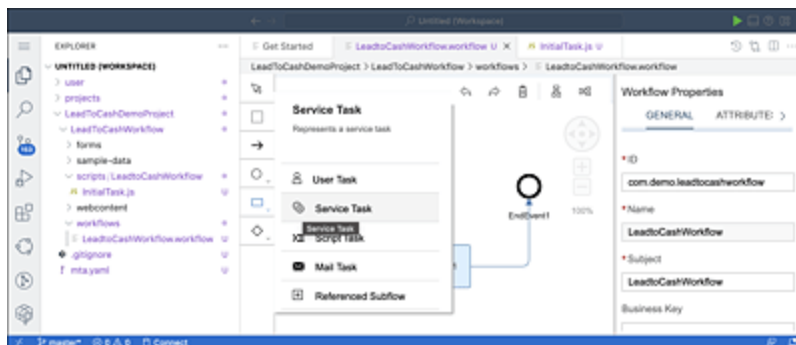 Untitled (Workspace)
EXPLORER
UNTITLED (WORKSPACE)
user
projects
LeadToCashDemoProject
LeadToCashWorkflow
forms
sample-data
scripts/LeadtoCashWorkflow
InitialTask.js U
webcontent
workflows
LeadtoCashWorkflow.workflow U
.gitignore U
mta.yaml U
Get Started
LeadtoCashWorkflow.workflow U
InitialTask.js U
LeadToCashDemoProject > LeadToCashWorkflow > workflows > LeadtoCashWorkflow.workflow
Service Task
Represents a service task
User Task
Service Task
Service Task
Script Task
Mail Task
Referenced Subflow
EndEvent1
100%
Workflow Properties
GENERAL
*ID
com.demo.leadtocashworkflow
*Name
LeadtoCashWorkflow
*Subject
LeadtoCashWorkflow
Business Key
master*
0
0
Connect